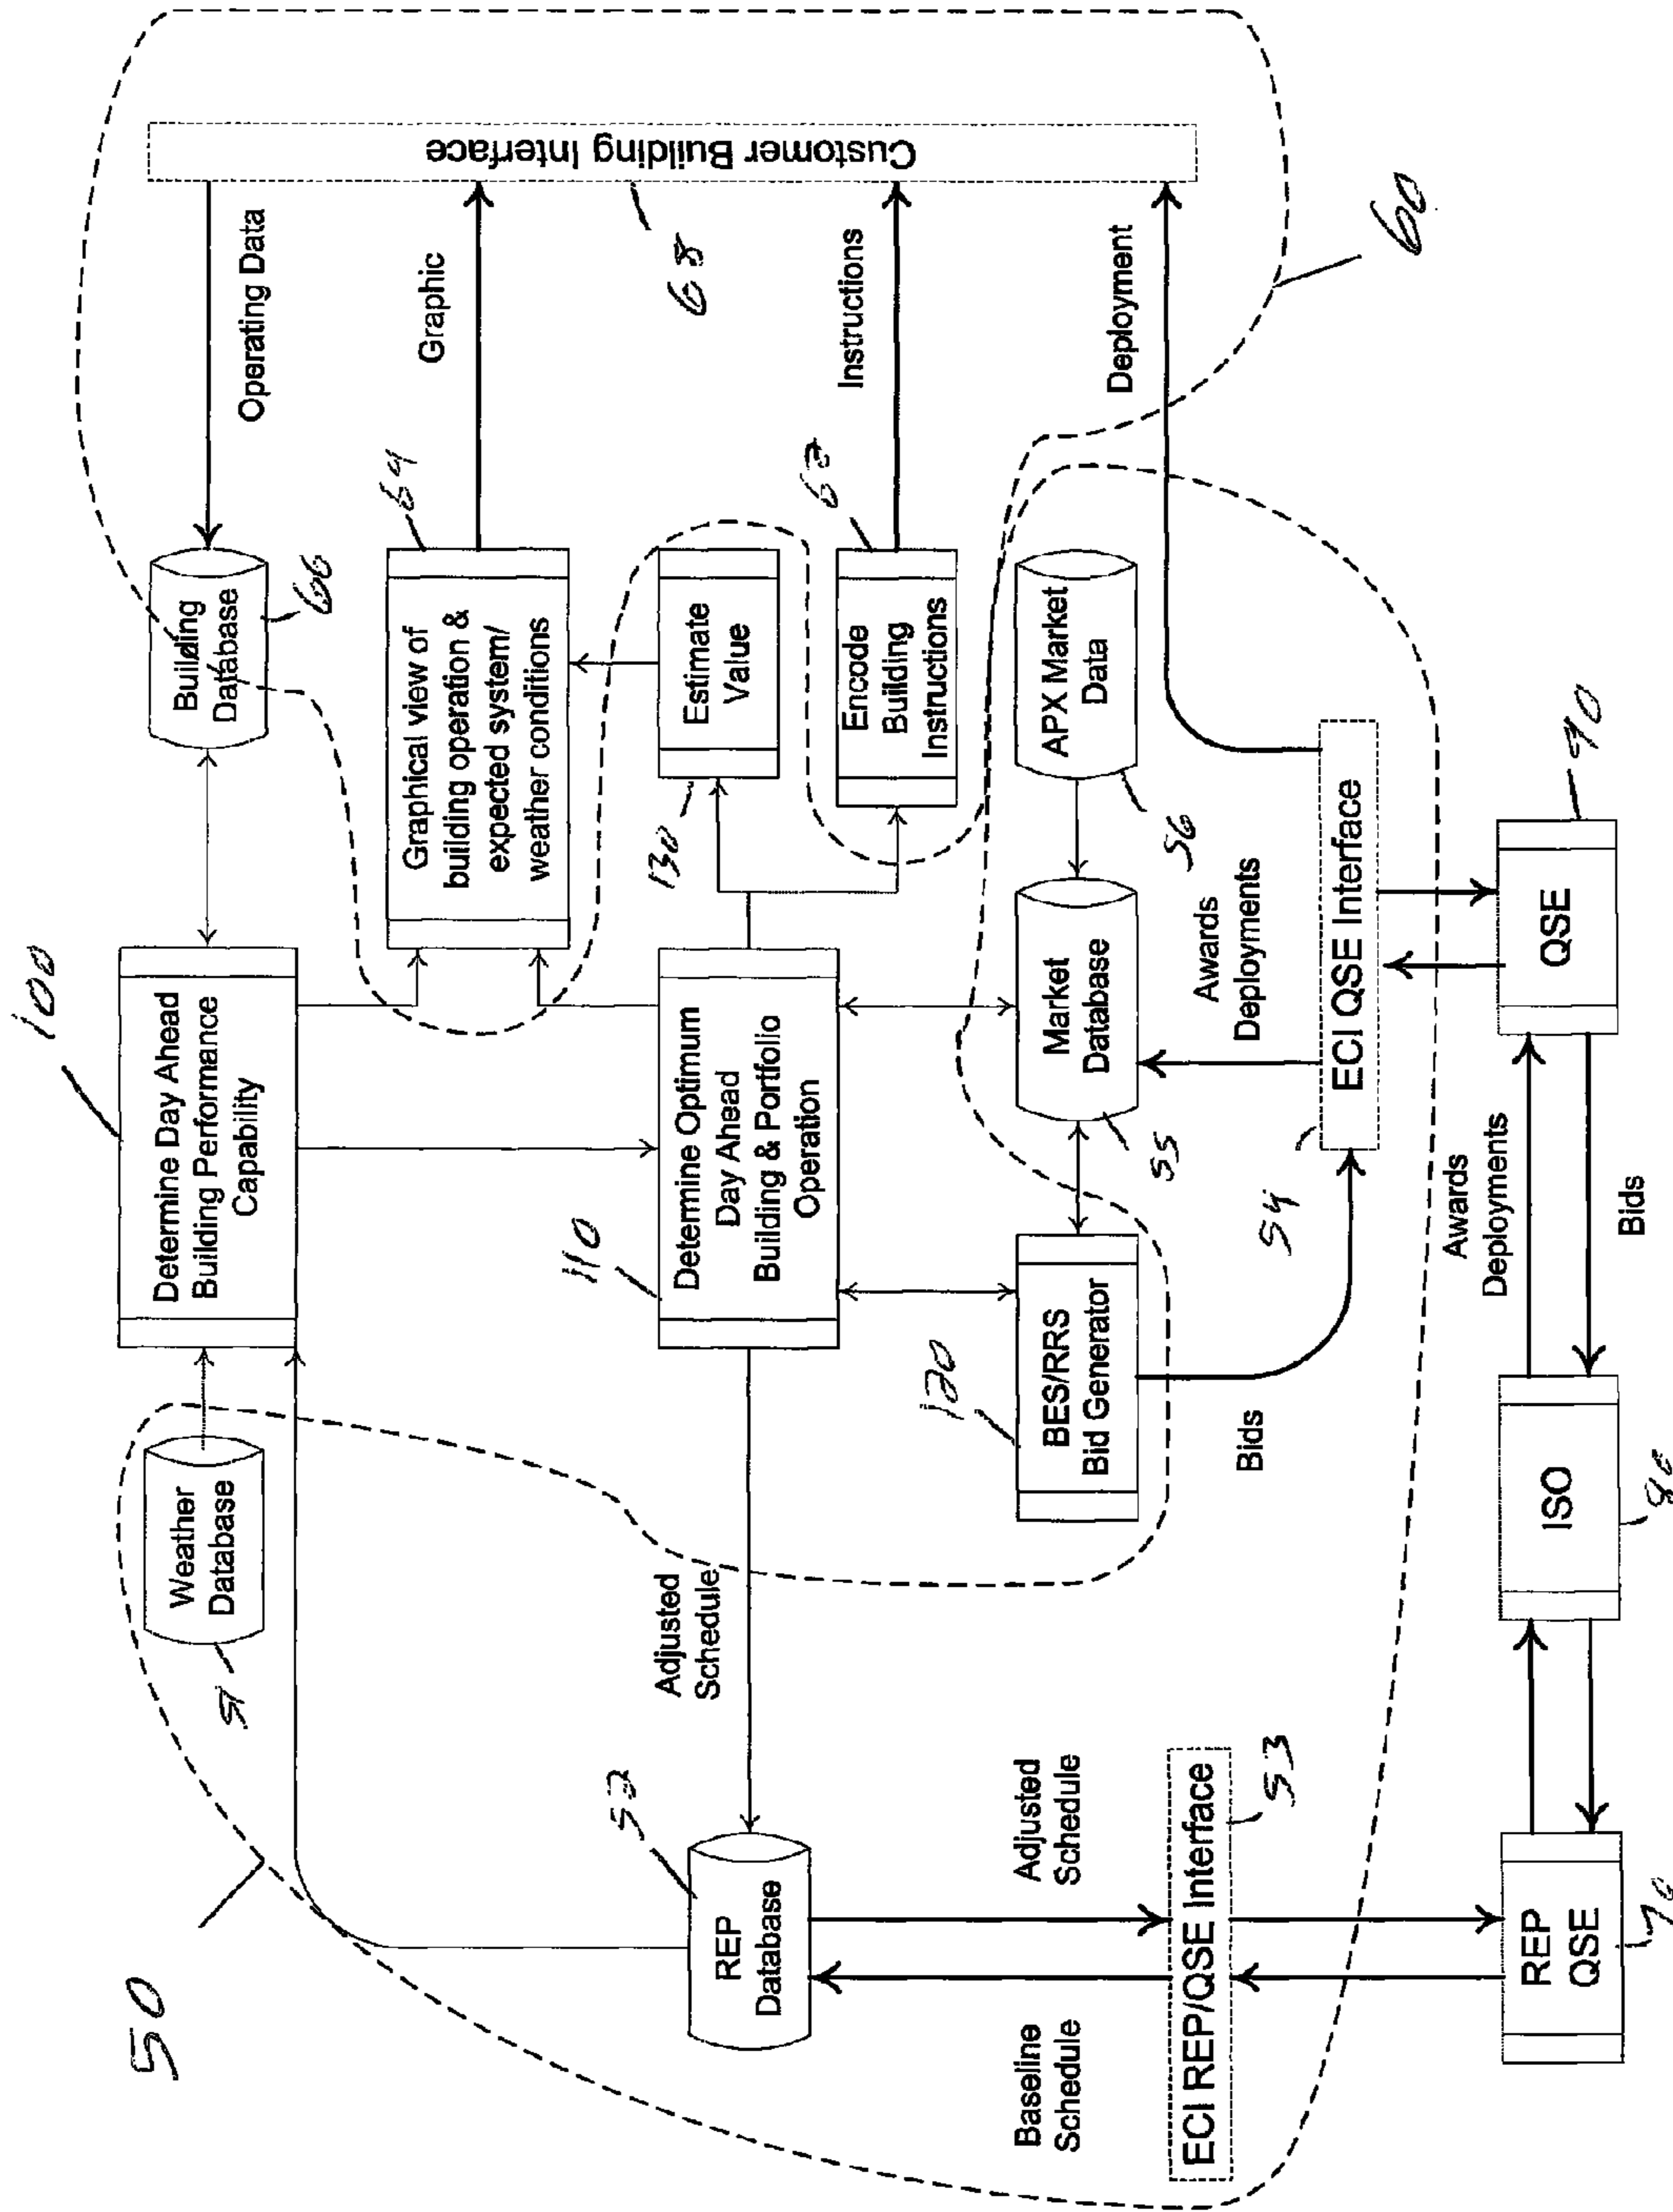 50
100
Weather
Database
51
Determine Day Ahead
Building Performance
Capability
Building
Database
66
Operating Data
Customer Building Interface
68
Graphical view of
building operation &
expected system/
weather conditions
64
Graphic
REP
Database
52
Adjusted
Schedule
110
Determine Optimum
Day Ahead
Building & Portfolio
Operation
Estimate
Value
130
Encode
Building
Instructions
62
Instructions
120
BES/RRS
Bid Generator
Market
Database
55
APX Market
Data
56
Deployment
60
Baseline
Schedule
Adjusted
Schedule
ECI REP/QSE Interface
53
Bids
Awards
Deployments
54
ECI QSE Interface
REP
QSE
70
ISO
80
Awards
Deployments
Bids
QSE
90